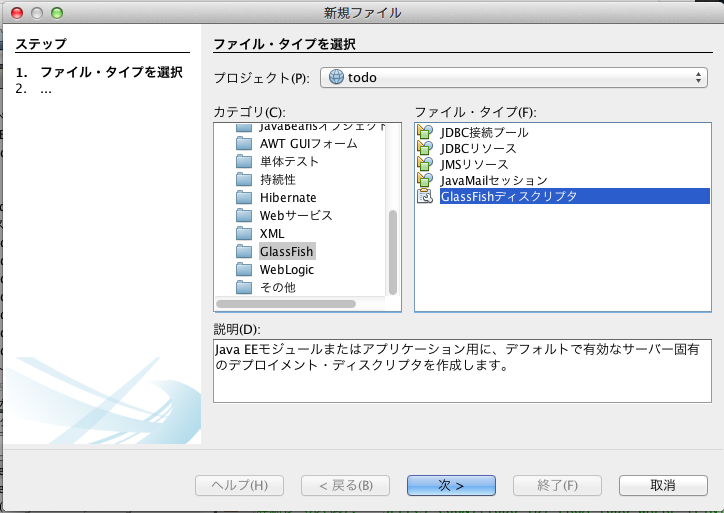 新規ファイル
ステップ
1. ファイル・タイプを選択
2. ...
ファイル・タイプを選択
プロジェクト(P):
todo
カテゴリ(C):
JavaBeansオブジェクト
AWT GUIフォーム
単体テスト
持続性
Hibernate
Webサービス
XML
GlassFish
WebLogic
その他
ファイル・タイプ(F):
JDBC接続プール
JDBCリソース
JMSリソース
JavaMailセッション
GlassFishディスクリプタ
説明(D):
Java EEモジュールまたはアプリケーション用に、デフォルトで有効なサーバー固有
のデプロイメント・ディスクリプタを作成します。
ヘルプ(H)
< 戻る(B)
次 >
終了(F)
取消